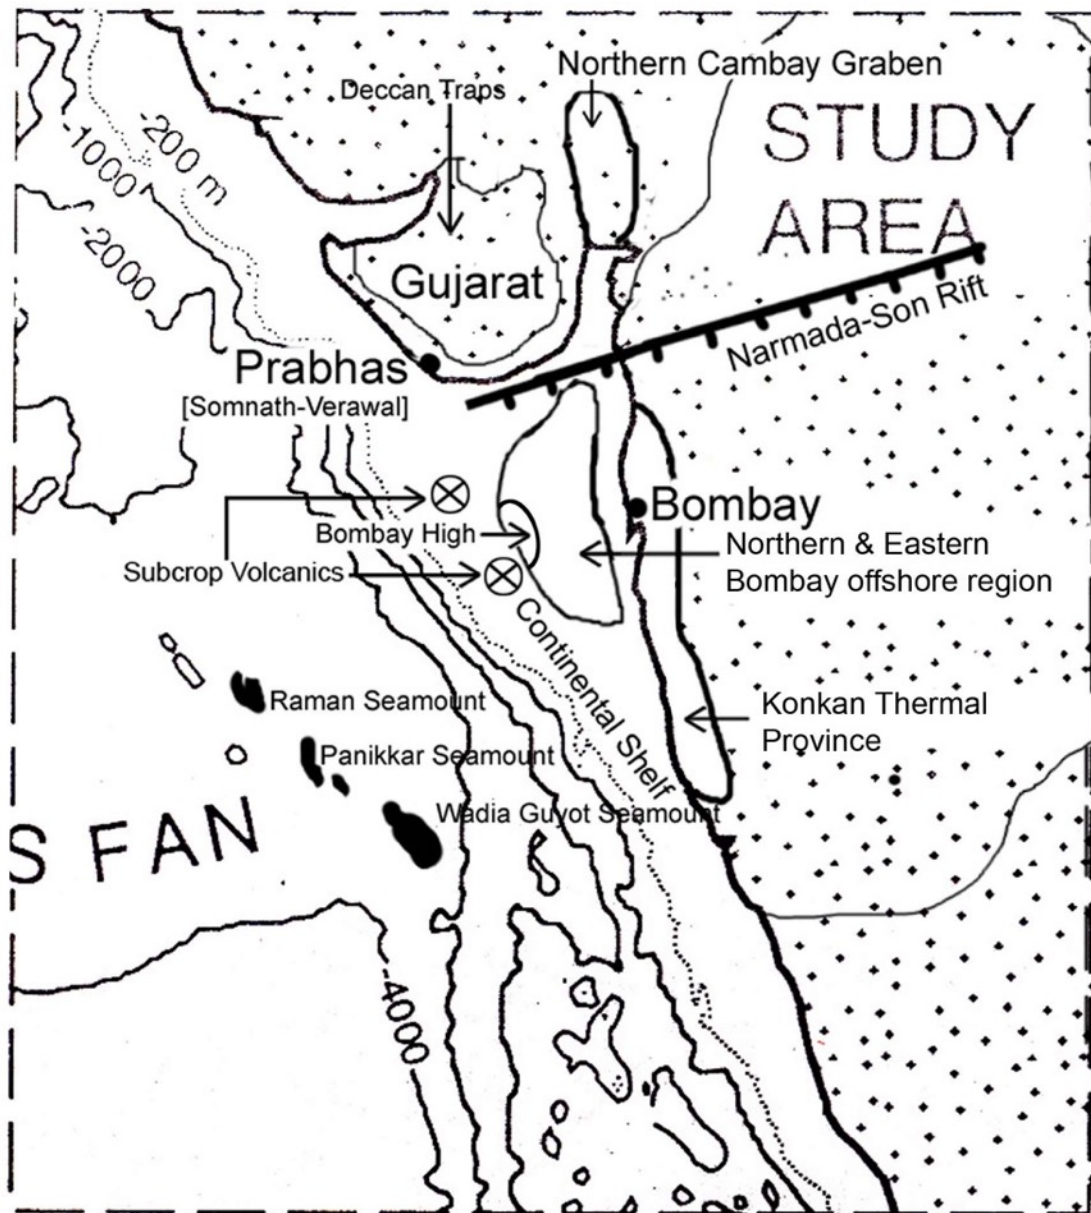 Northern Cambay Graben
Deccan Traps
STUDY
AREA
-200 m
-1000
-2000
Gujarat
Narmada-Son Rift
Prabhas
[Somnath-Verawal]
Bombay
Bombay High
Northern & Eastern
Bombay offshore region
Subcrop Volcanics
Continental Shelf
Raman Seamount
Konkan Thermal
Province
Panikkar Seamount
Wadia Guyot Seamount
S FAN
-4000